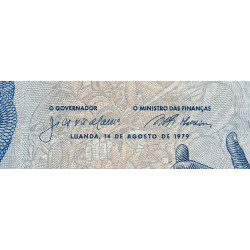 O GOVERNADOR O MINISTRO DAS FINANÇAS
LUANDA, 14 DE AGOSTO DE 1979